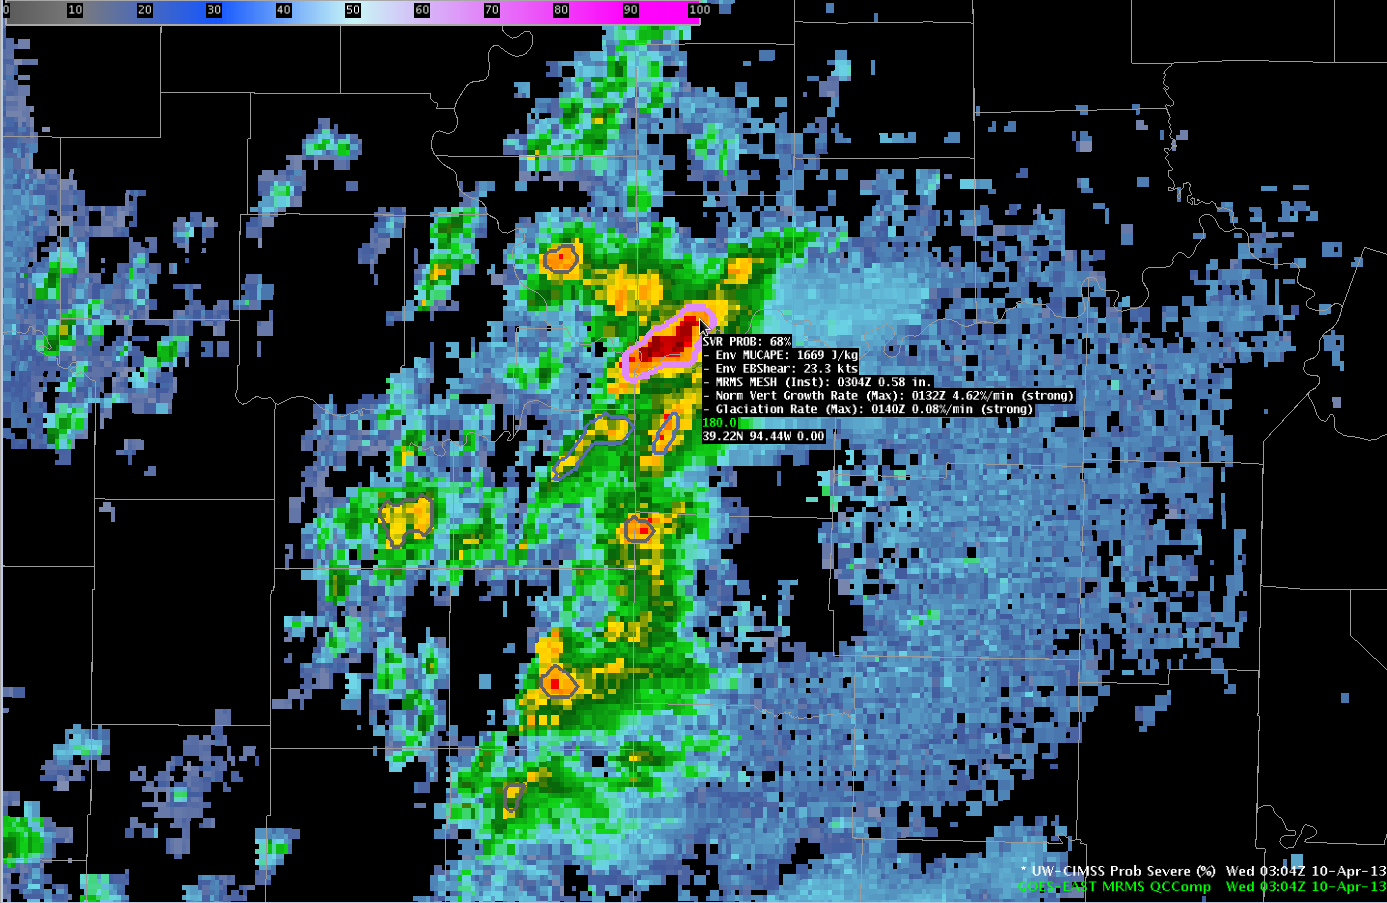 0 10 20 30 40 50 60 70 80 90 100
SVR PROB: 68%
- Env MUCAPE: 1669 J/kg
- Env EBShear: 23.3 kts
- MRMS MESH (Inst): 0304Z 0.58 in.
- Norm Vert Growth Rate (Max): 0132Z 4.62%/min (strong)
- Glaciation Rate (Max): 0140Z 0.08%/min (strong)
180.0
39.22N 94.44W 0.00
* UW-CIMSS Prob Severe (%) Wed 03:04Z 10-Apr-13
GOES-EAST MRMS QCComp Wed 03:04Z 10-Apr-13